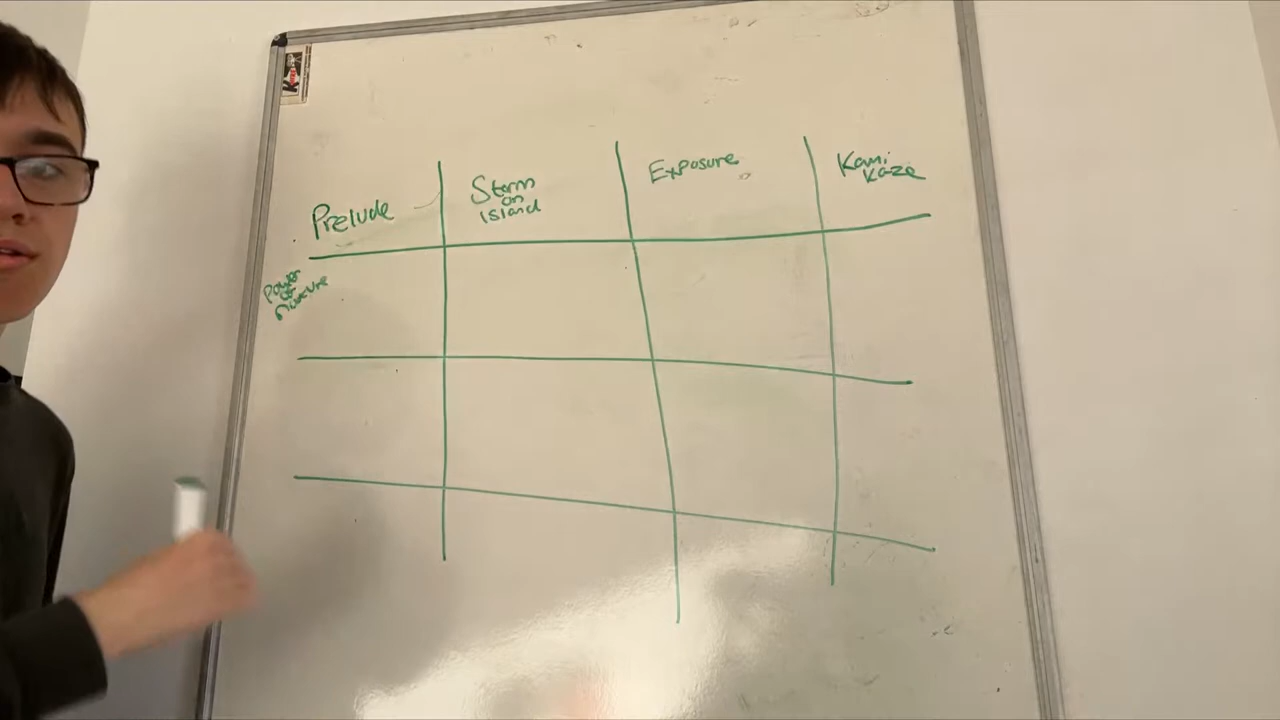 Prelude
Storm
on
island
Exposure
Kami
Kaze
Power
of
nature